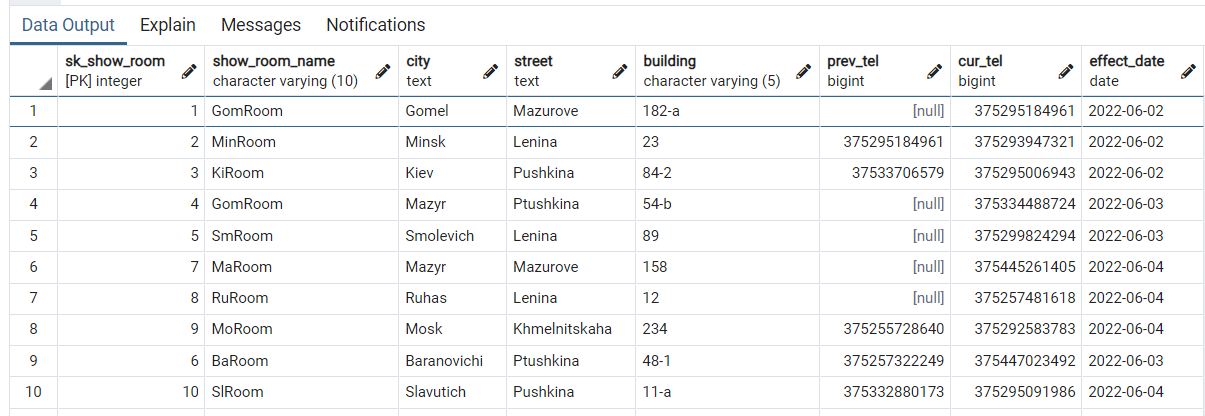 Data Output Explain Messages Notifications
sk_show_room show_room_name city street building prev_tel cur_tel effect_date
[PK] integer character varying (10) text text character varying (5) bigint bigint date
1 1 GomRoom Gomel Mazurove 182-a [null] 375295184961 2022-06-02
2 2 MinRoom Minsk Lenina 23 375295184961 375293947321 2022-06-02
3 3 KiRoom Kiev Pushkina 84-2 37533706579 375295006943 2022-06-02
4 4 GomRoom Mazyr Ptushkina 54-b [null] 375334488724 2022-06-03
5 5 SmRoom Smolevich Lenina 89 [null] 375299824294 2022-06-03
6 7 MaRoom Mazyr Mazurove 158 [null] 375445261405 2022-06-04
7 8 RuRoom Ruhas Lenina 12 [null] 375257481618 2022-06-04
8 9 MoRoom Mosk Khmelnitskaha 234 375255728640 375292583783 2022-06-04
9 6 BaRoom Baranovichi Ptushkina 48-1 375257322249 375447023492 2022-06-03
10 10 SlRoom Slavutich Pushkina 11-a 375332880173 375295091986 2022-06-04